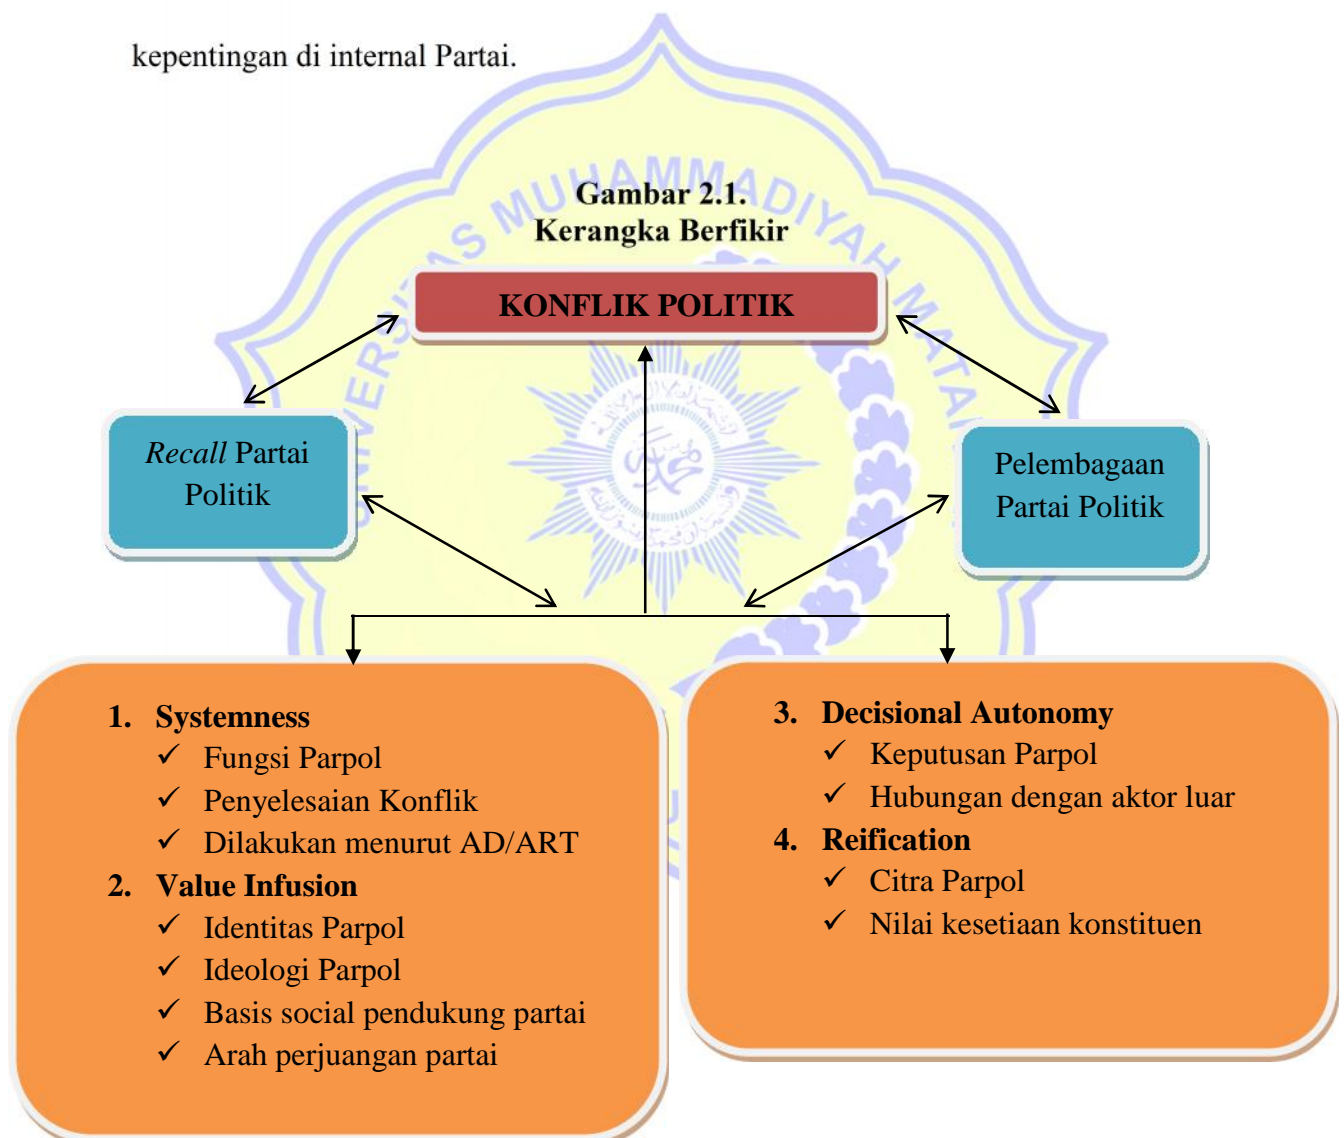 kepentingan di internal Partai.
Gambar 2.1.
Kerangka Berfikir
KONFLIK POLITIK
Recall Partai
Politik
Pelembagaan
Partai Politik
1. Systemness
✓ Fungsi Parpol
✓ Penyelesaian Konflik
✓ Dilakukan menurut AD/ART
2. Value Infusion
✓ Identitas Parpol
✓ Ideologi Parpol
✓ Basis social pendukung partai
✓ Arah perjuangan partai
3. Decisional Autonomy
✓ Keputusan Parpol
✓ Hubungan dengan aktor luar
4. Reification
✓ Citra Parpol
✓ Nilai kesetiaan konstituen
UNIVERSITAS MUHAMMADIYAH